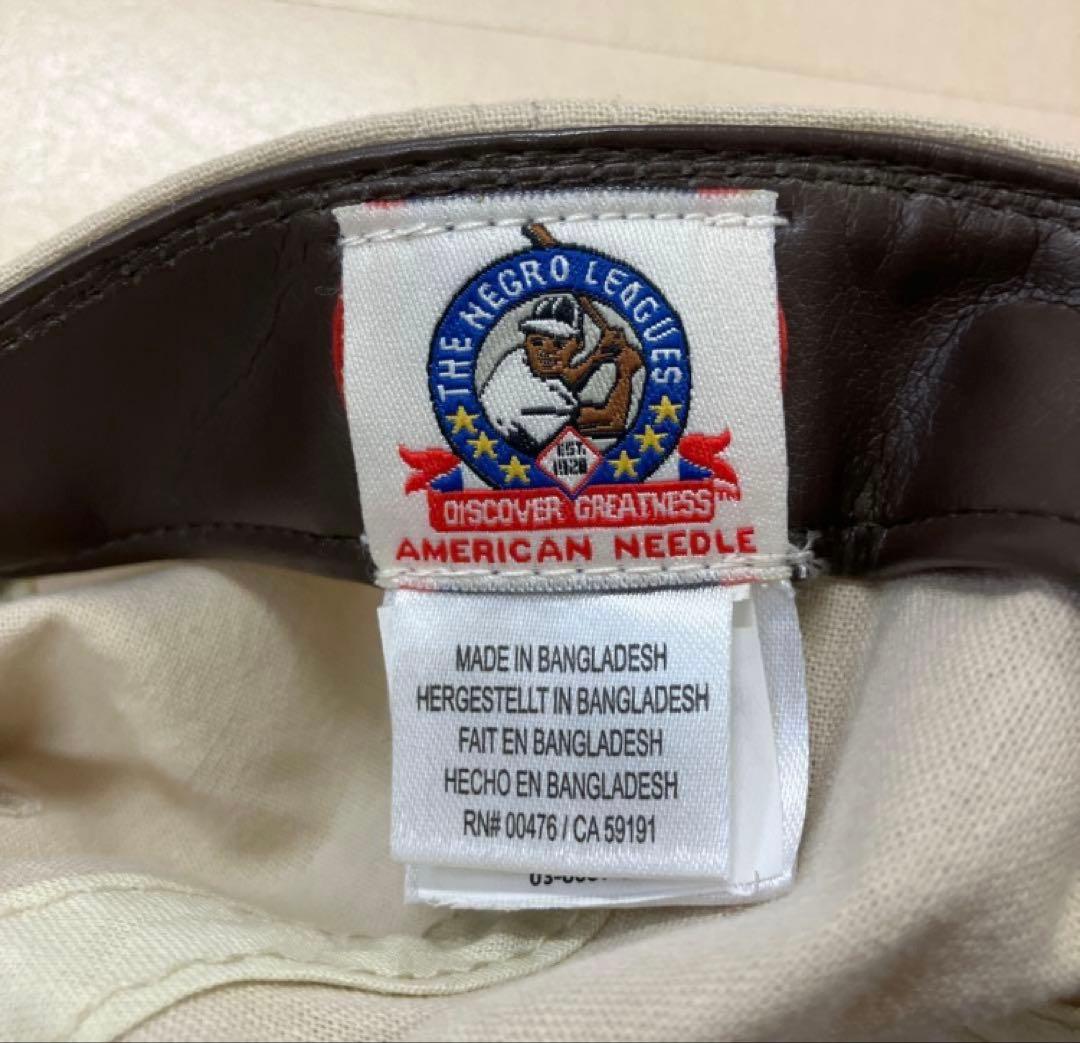 THE NEGRO LEAGUES
EST.
1920
DISCOVER GREATNESS
AMERICAN NEEDLE
MADE IN BANGLADESH
HERGESTELLT IN BANGLADESH
FAIT EN BANGLADESH
HECHO EN BANGLADESH
RN# 00476 / CA 59191